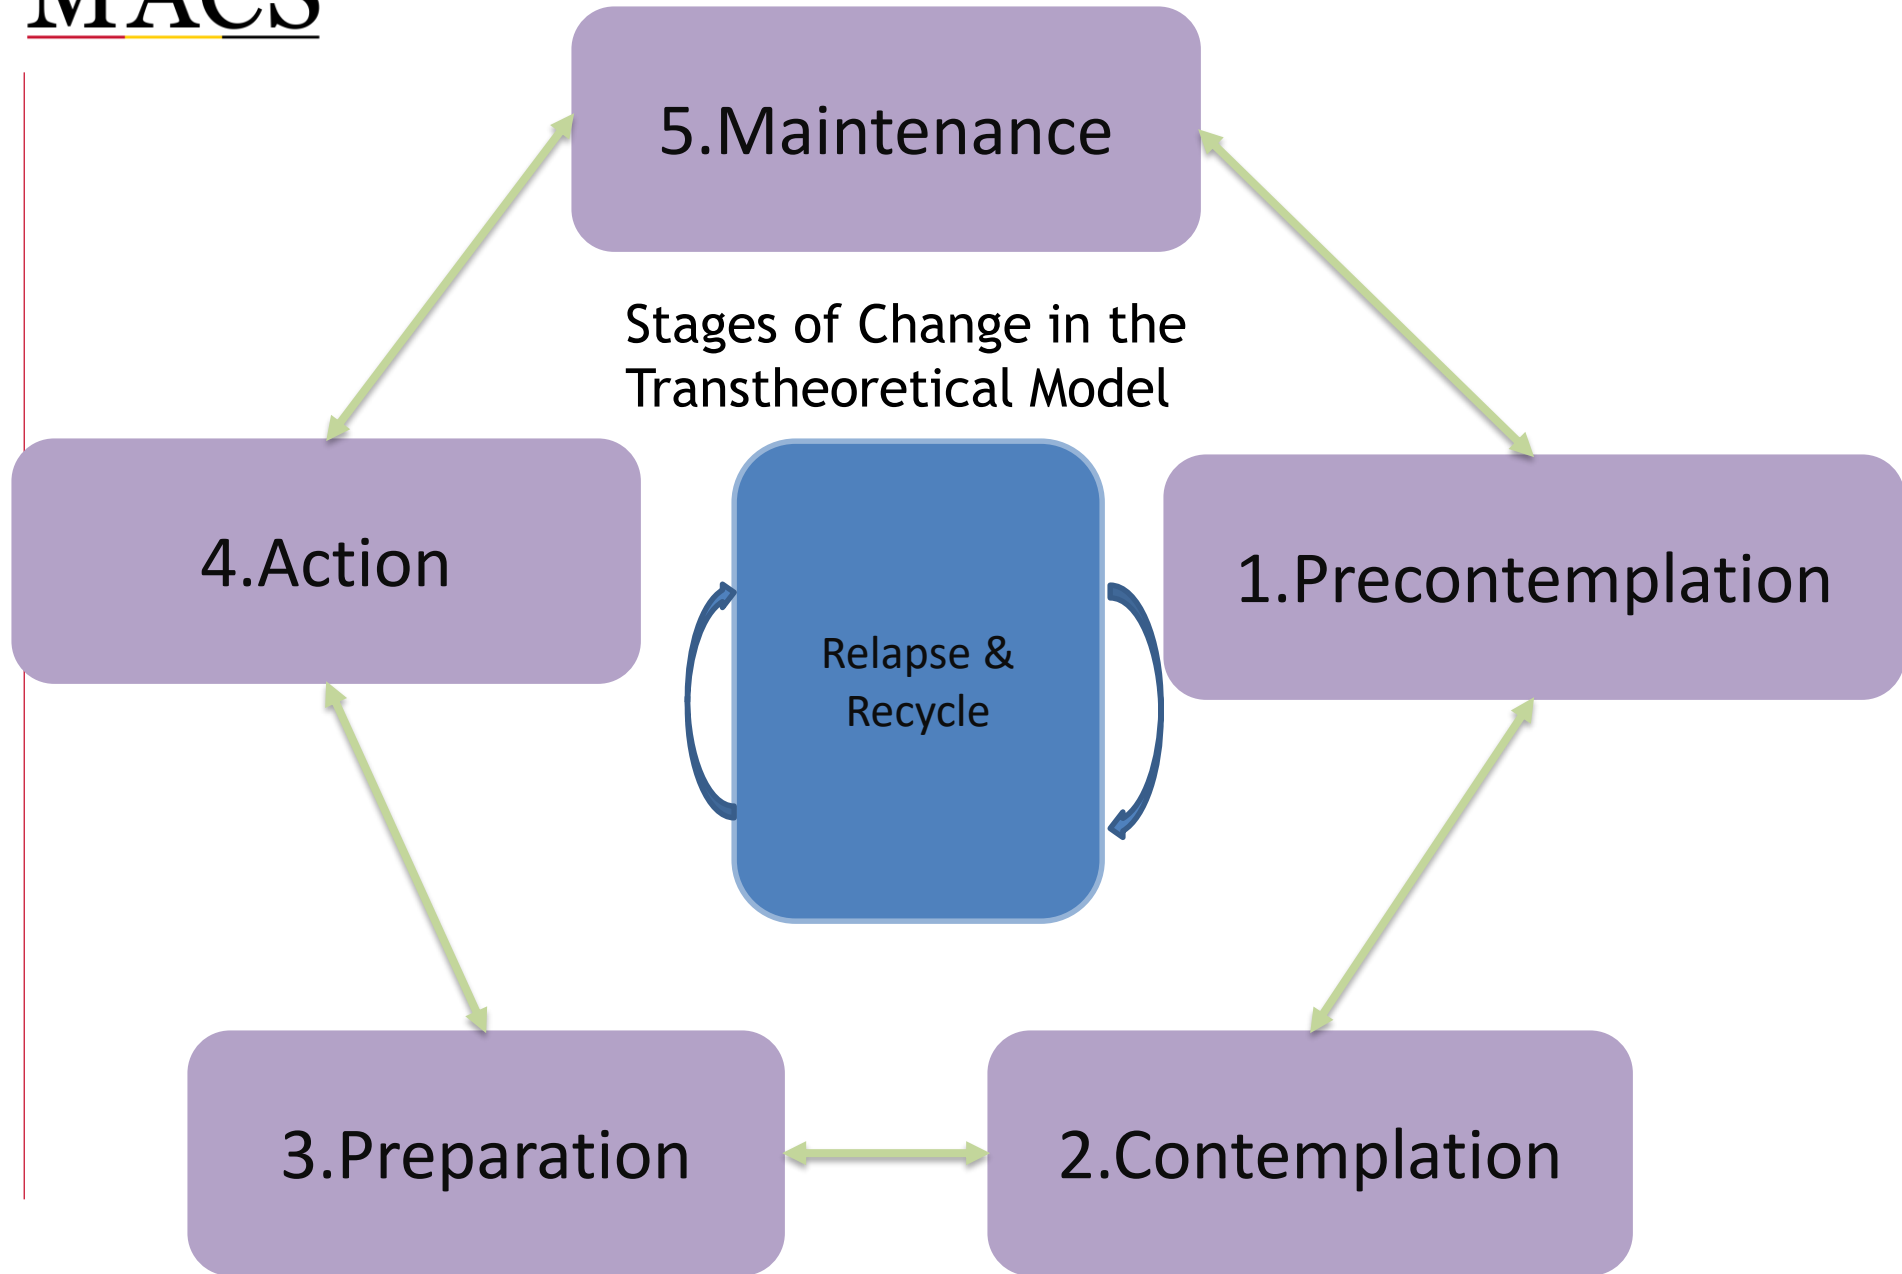 MACS
5.Maintenance
Stages of Change in the
Transtheoretical Model
4.Action
1.Precontemplation
Relapse &
Recycle
3.Preparation
2.Contemplation